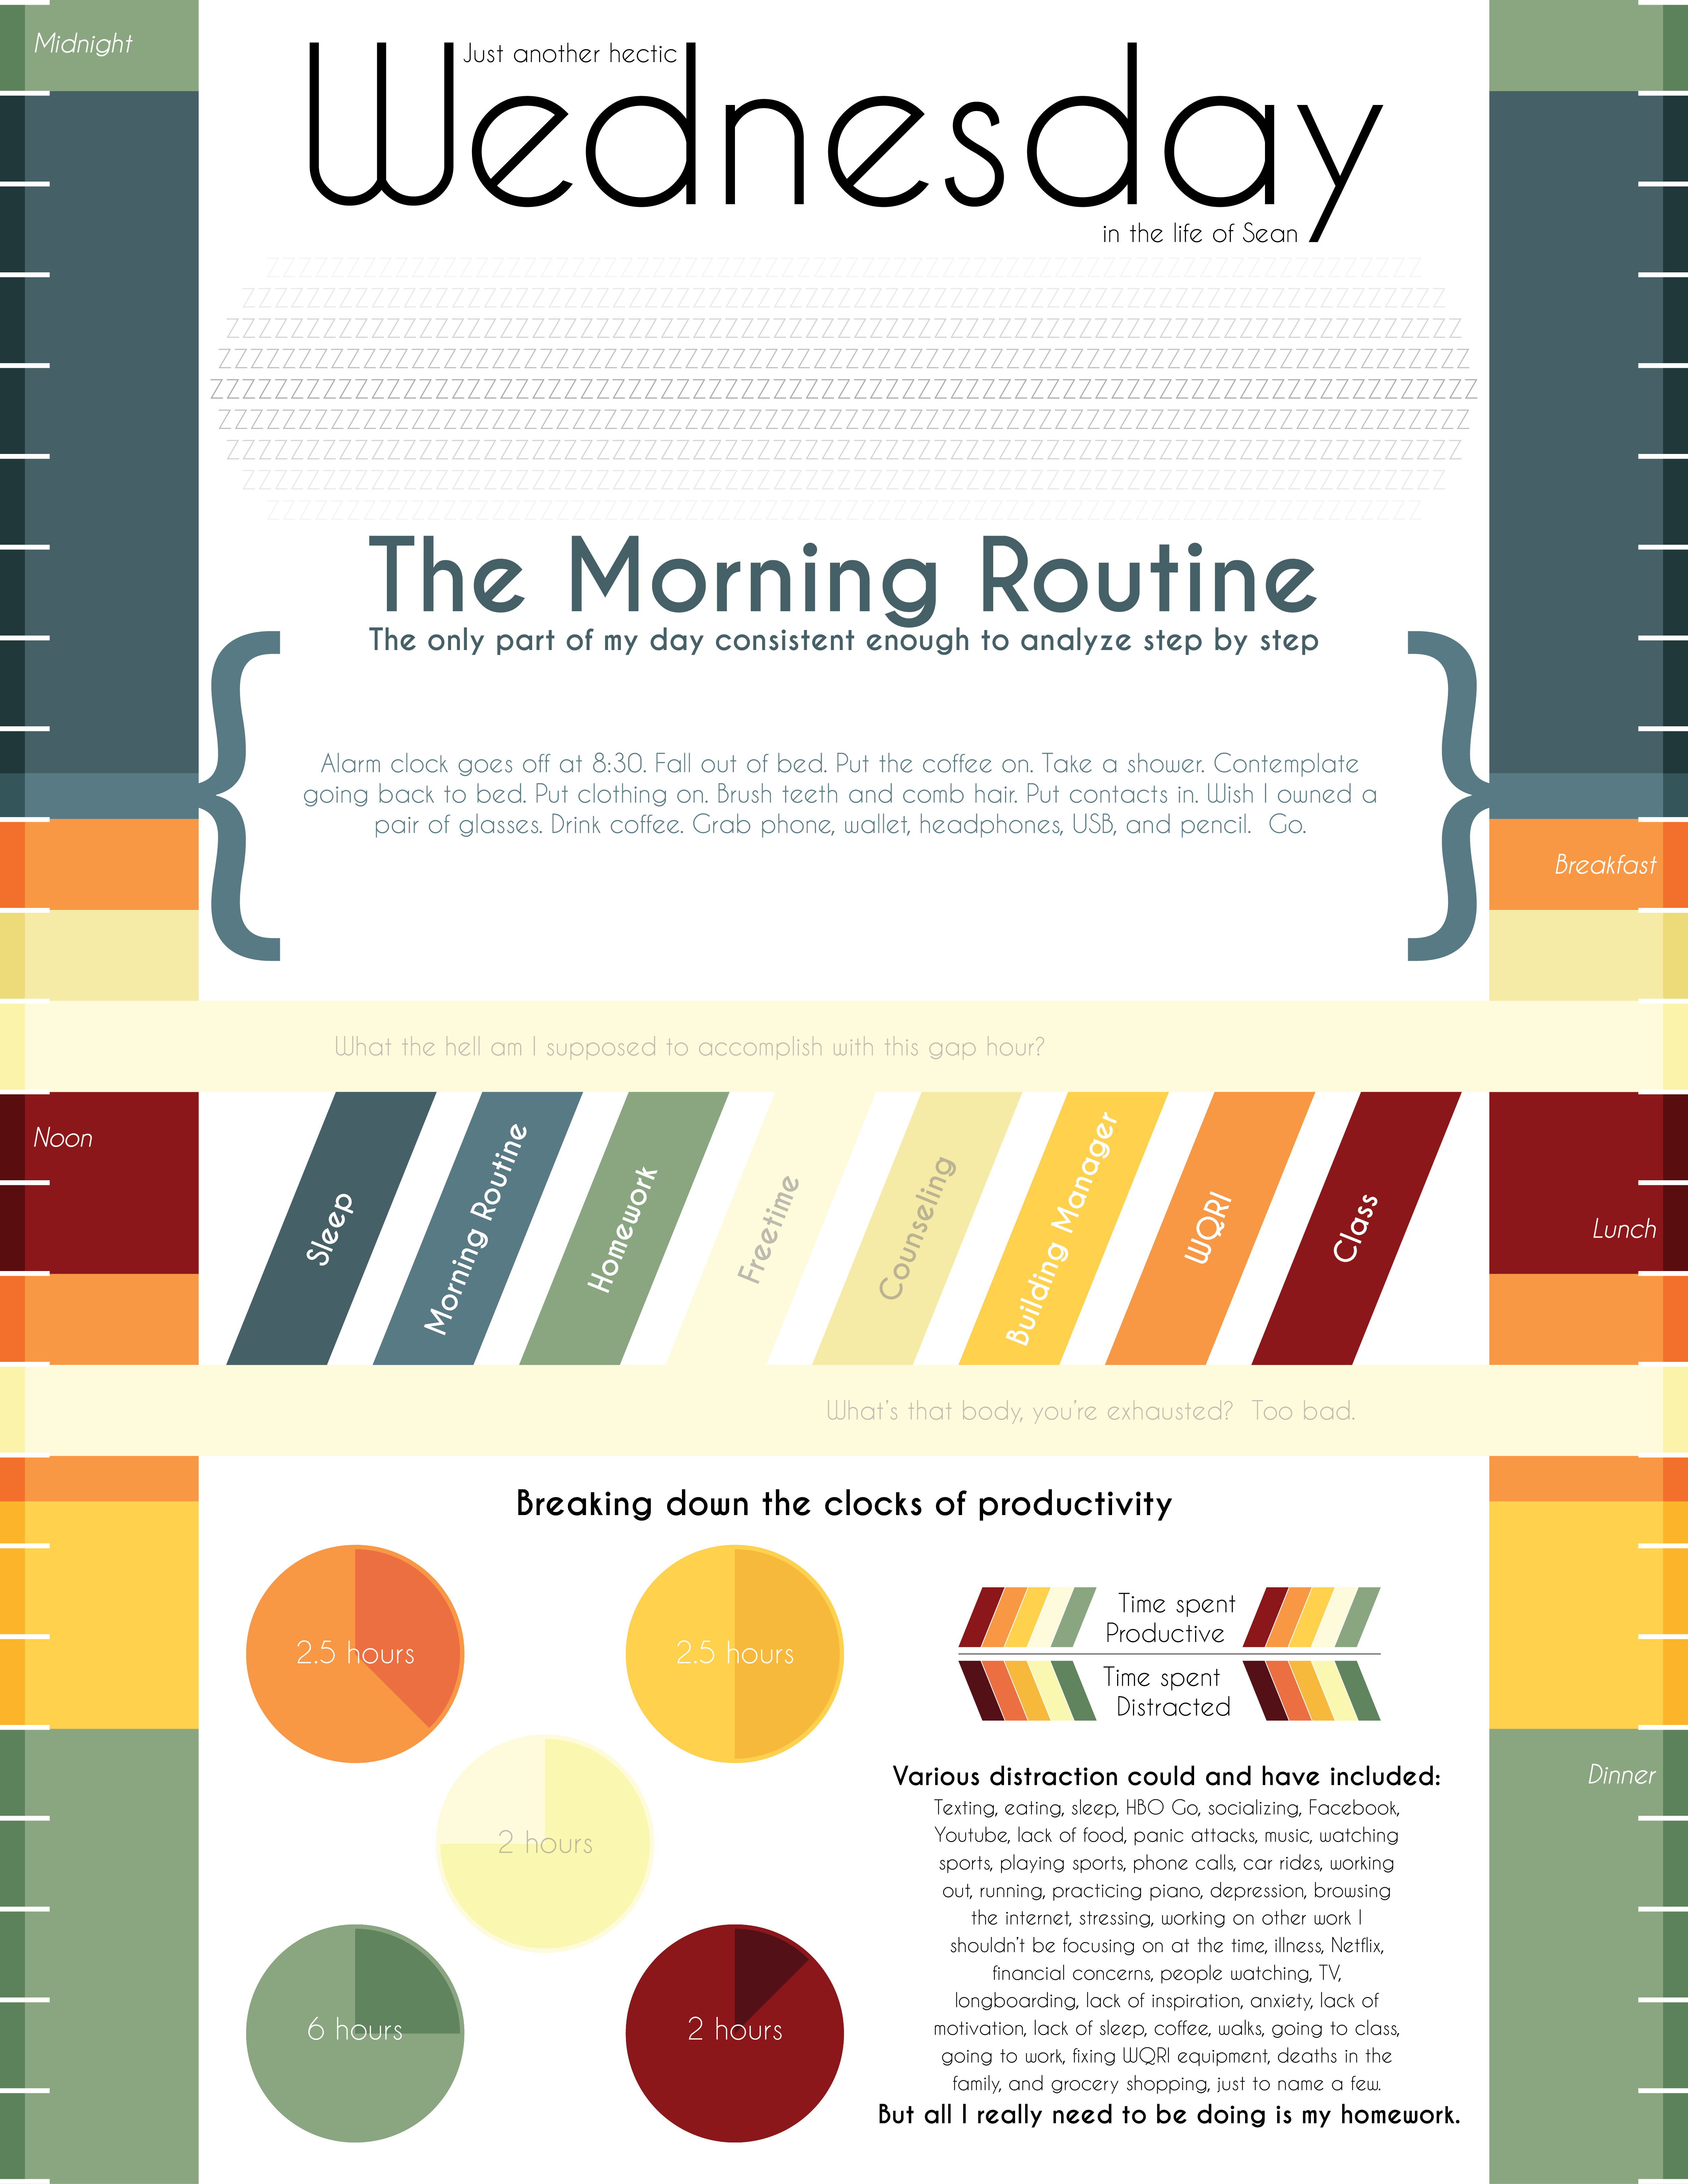 Midnight
Just another hectic
Wednesday
in the life of Sean
ZZZZZZZZZZZZZZZZZZZZZZZZZZZZZZZZZZZZZZZZZZZZZZZZZZZZZZZZZZZZZZZZZZZZZZZZ
ZZZZZZZZZZZZZZZZZZZZZZZZZZZZZZZZZZZZZZZZZZZZZZZZZZZZZZZZZZZZZZZZZZZZZZZZZZZ
ZZZZZZZZZZZZZZZZZZZZZZZZZZZZZZZZZZZZZZZZZZZZZZZZZZZZZZZZZZZZZZZZZZZZZZZZZZZZZ
ZZZZZZZZZZZZZZZZZZZZZZZZZZZZZZZZZZZZZZZZZZZZZZZZZZZZZZZZZZZZZZZZZZZZZZZZZZZZZZ
ZZZZZZZZZZZZZZZZZZZZZZZZZZZZZZZZZZZZZZZZZZZZZZZZZZZZZZZZZZZZZZZZZZZZZZZZZZZZZZZ
ZZZZZZZZZZZZZZZZZZZZZZZZZZZZZZZZZZZZZZZZZZZZZZZZZZZZZZZZZZZZZZZZZZZZZZZZZZZZZZ
ZZZZZZZZZZZZZZZZZZZZZZZZZZZZZZZZZZZZZZZZZZZZZZZZZZZZZZZZZZZZZZZZZZZZZZZZZZZZZ
ZZZZZZZZZZZZZZZZZZZZZZZZZZZZZZZZZZZZZZZZZZZZZZZZZZZZZZZZZZZZZZZZZZZZZZZZZZZ
ZZZZZZZZZZZZZZZZZZZZZZZZZZZZZZZZZZZZZZZZZZZZZZZZZZZZZZZZZZZZZZZZZZZZZZZZ
The Morning Routine
The only part of my day consistent enough to analyze step by step
{ }
Alarm clock goes off at 8:30. Fall out of bed. Put the coffee on. Take a shower. Contemplate
going back to bed. Put clothing on. Brush teeth and comb hair. Put contacts in. Wish I owned a
pair of glasses. Drink coffee. Grab phone, wallet, headphones, USB, and pencil.  Go.
Breakfast
What the hell am I supposed to accomplish with this gap hour?
Noon
Sleep
Morning Routine
Homework
Freetime
Counseling
Building Manager
WQRI
Class
Lunch
What's that body, you're exhausted?  Too bad.
Breaking down the clocks of productivity
2.5 hours
2.5 hours
2 hours
6 hours
2 hours
Time spent
Productive
Time spent
Distracted
Dinner
Various distraction could and have included:
Texting, eating, sleep, HBO Go, socializing, Facebook,
Youtube, lack of food, panic attacks, music, watching
sports, playing sports, phone calls, car rides, working
out, running, practicing piano, depression, browsing
the internet, stressing, working on other work I
shouldn't be focusing on at the time, illness, Netflix,
financial concerns, people watching, TV,
longboarding, lack of inspiration, anxiety, lack of
motivation, lack of sleep, coffee, walks, going to class,
going to work, fixing WQRI equipment, deaths in the
family, and grocery shopping, just to name a few.
But all I really need to be doing is my homework.